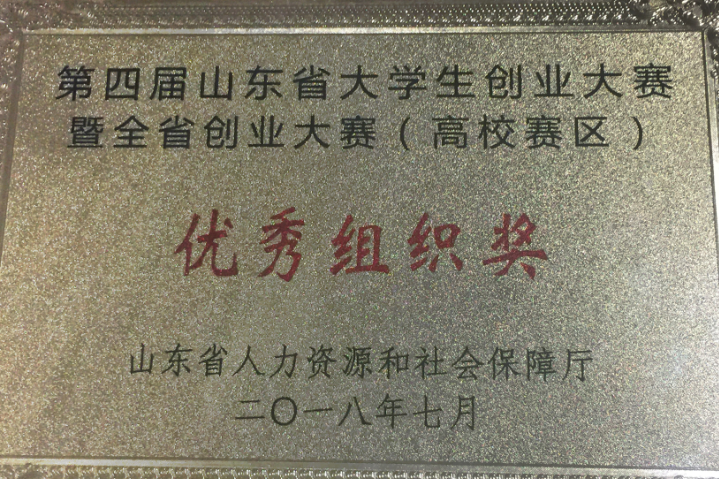 第四届山东省大学生创业大赛
暨全省创业大赛（高校赛区）
优秀组织奖
山东省人力资源和社会保障厅
二〇一八年七月